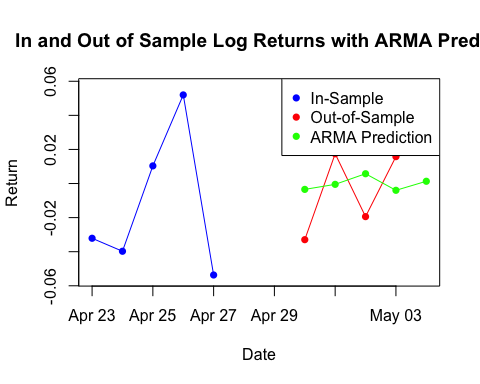 In and Out of Sample Log Returns with ARMA Pred
In-Sample
Out-of-Sample
ARMA Prediction
0.06
0.02
-0.02
-0.06
Return
Apr 23
Apr 25
Apr 27
Apr 29
May 03
Date